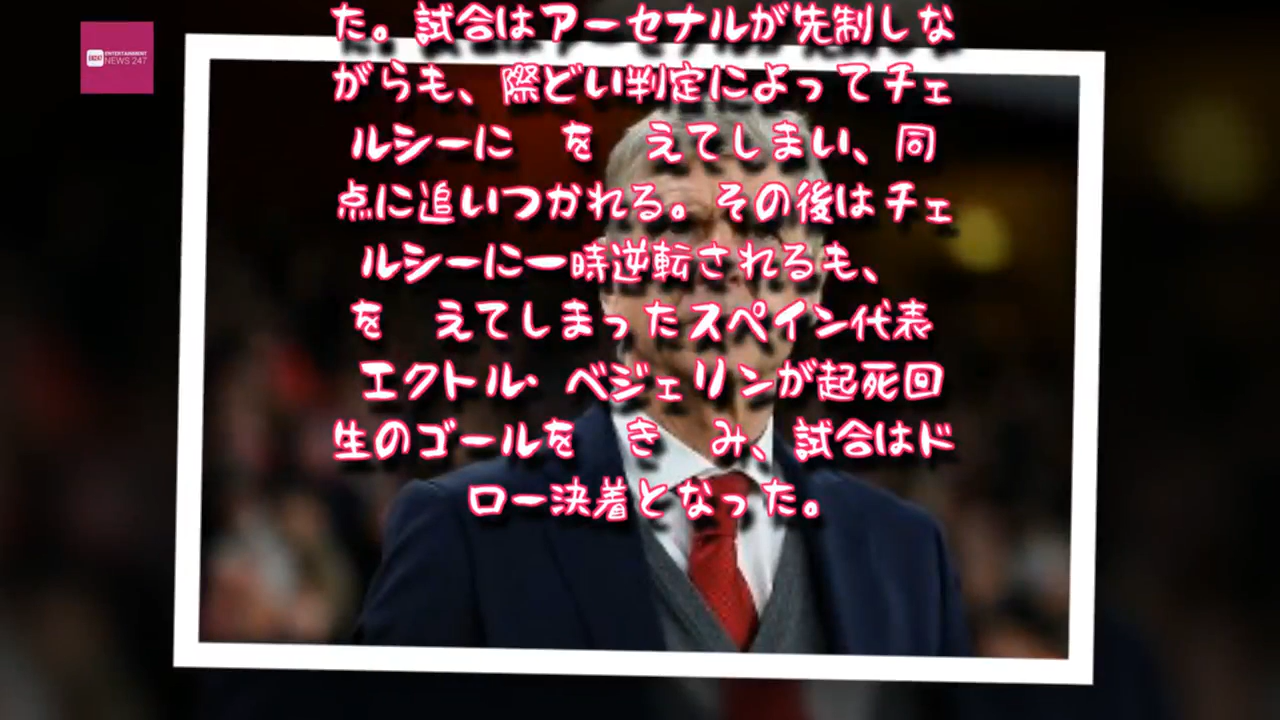 ENTERTAINMENT
NEWS 247
た。試合はアーセナルが先制しな
がらも、際どい判定によってチェ
ルシーに　を　えてしまい、同
点に追いつかれる。その後はチェ
ルシーに一時逆転されるも、
を　えてしまったスペイン代表
エクトル・ベジェリンが起死回
生のゴールを　き　み、試合はド
ロー決着となった。